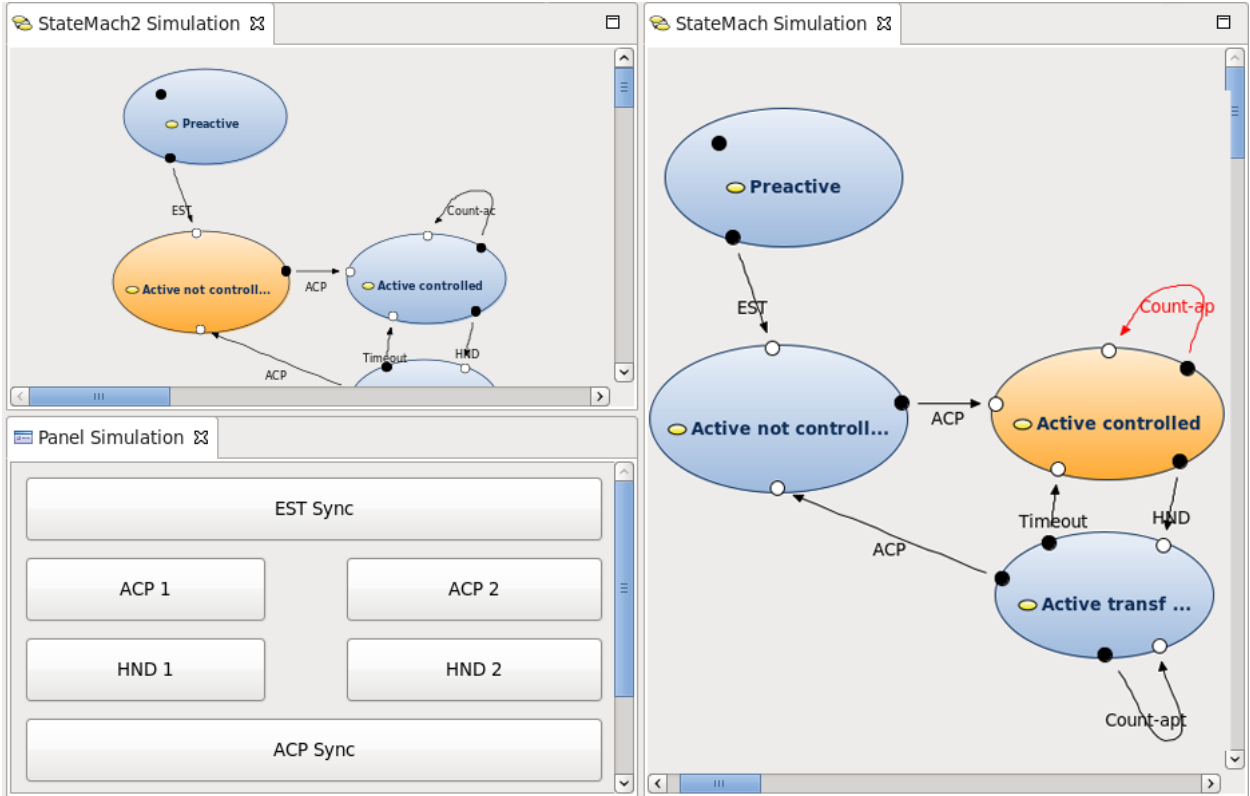 StateMach2 Simulation
Preactive
EST
Count-ac
Active not controll...
ACP
Active controlled
Timeout
HND
ACP
Panel Simulation
EST Sync
ACP 1
ACP 2
HND 1
HND 2
ACP Sync
StateMach Simulation
Preactive
EST
Count-ap
Active not controll...
ACP
Active controlled
Timeout
HND
ACP
Active transf ...
Count-apt